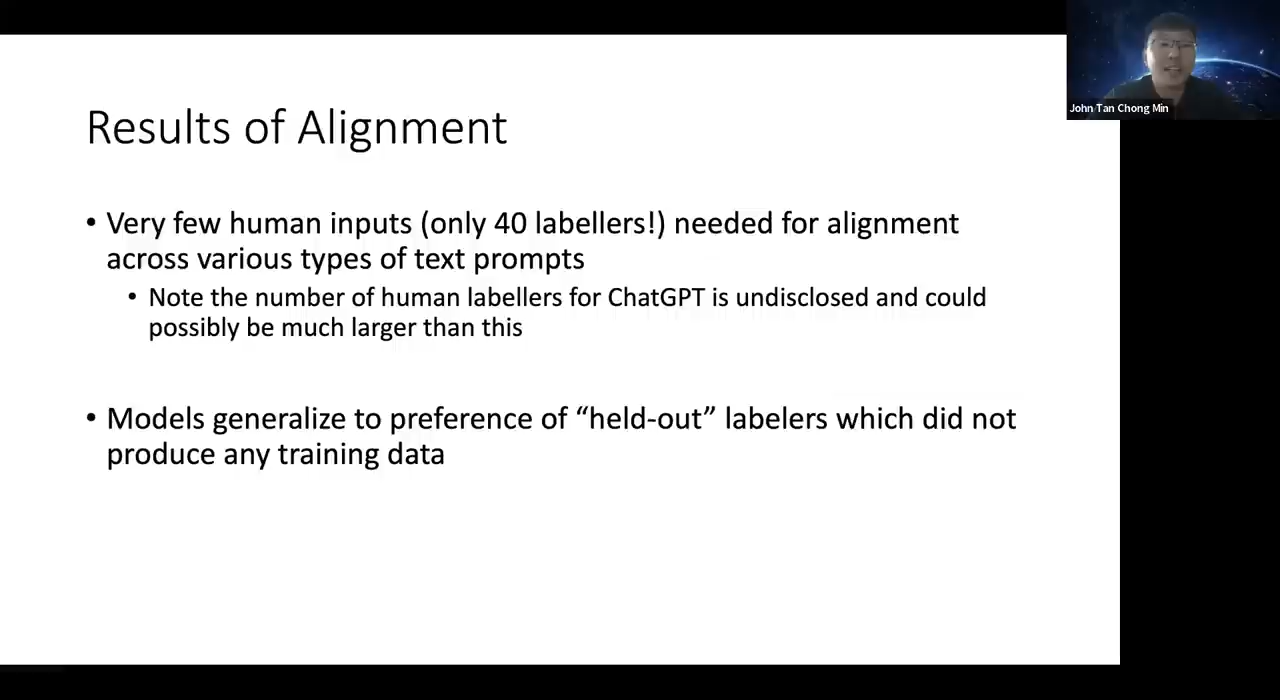 John Tan Chong Min
Results of Alignment
• Very few human inputs (only 40 labellers!) needed for alignment
across various types of text prompts
• Note the number of human labellers for ChatGPT is undisclosed and could
possibly be much larger than this
• Models generalize to preference of “held-out” labelers which did not
produce any training data